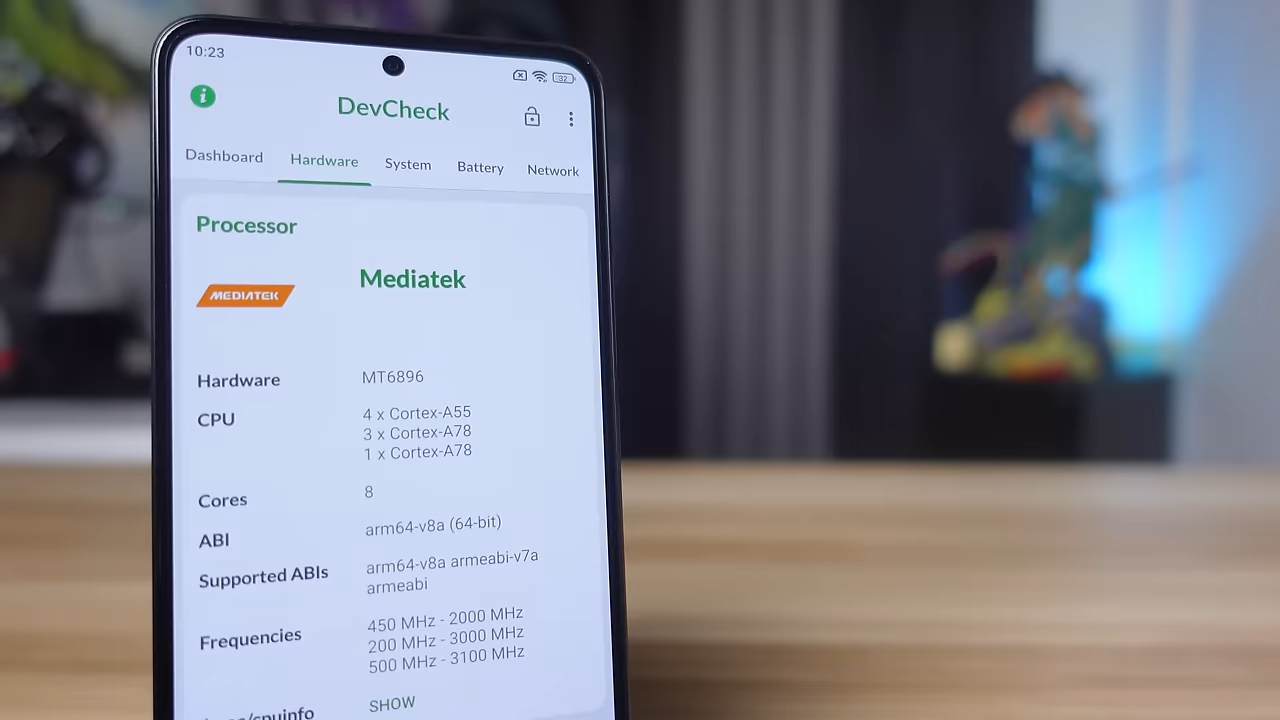 10:23
32
DevCheck
Dashboard Hardware System Battery Network
Processor
MEDIATEK
Mediatek
Hardware MT6896
CPU 4 x Cortex-A55
3 x Cortex-A78
1 x Cortex-A78
Cores 8
ABI arm64-v8a (64-bit)
Supported ABIs arm64-v8a armeabi-v7a
armeabi
Frequencies 450 MHz - 2000 MHz
200 MHz - 3000 MHz
500 MHz - 3100 MHz
SHOW